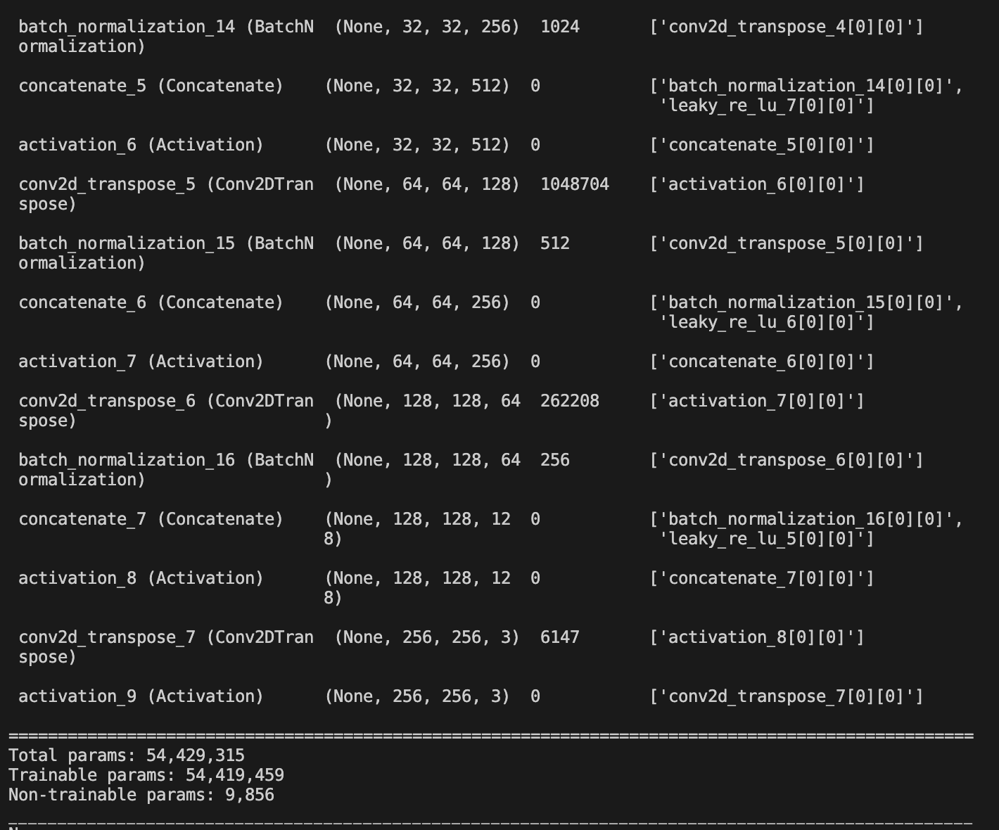 batch_normalization_14 (BatchN  (None, 32, 32, 256)  1024       ['conv2d_transpose_4[0][0]']
ormalization)
concatenate_5 (Concatenate)    (None, 32, 32, 512)  0           ['batch_normalization_14[0][0]',
'leaky_re_lu_7[0][0]']
activation_6 (Activation)      (None, 32, 32, 512)  0           ['concatenate_5[0][0]']
conv2d_transpose_5 (Conv2DTran  (None, 64, 64, 128)  1048704    ['activation_6[0][0]']
spose)
batch_normalization_15 (BatchN  (None, 64, 64, 128)  512        ['conv2d_transpose_5[0][0]']
ormalization)
concatenate_6 (Concatenate)    (None, 64, 64, 256)  0           ['batch_normalization_15[0][0]',
'leaky_re_lu_6[0][0]']
activation_7 (Activation)      (None, 64, 64, 256)  0           ['concatenate_6[0][0]']
conv2d_transpose_6 (Conv2DTran  (None, 128, 128, 64  262208     ['activation_7[0][0]']
spose)                         )
batch_normalization_16 (BatchN  (None, 128, 128, 64  256        ['conv2d_transpose_6[0][0]']
ormalization)                  )
concatenate_7 (Concatenate)    (None, 128, 128, 12  0           ['batch_normalization_16[0][0]',
8)                               'leaky_re_lu_5[0][0]']
activation_8 (Activation)      (None, 128, 128, 12  0           ['concatenate_7[0][0]']
8)
conv2d_transpose_7 (Conv2DTran  (None, 256, 256, 3)  6147       ['activation_8[0][0]']
spose)
activation_9 (Activation)      (None, 256, 256, 3)  0           ['conv2d_transpose_7[0][0]']
==================================================================================================
Total params: 54,429,315
Trainable params: 54,419,459
Non-trainable params: 9,856
__________________________________________________________________________________________________